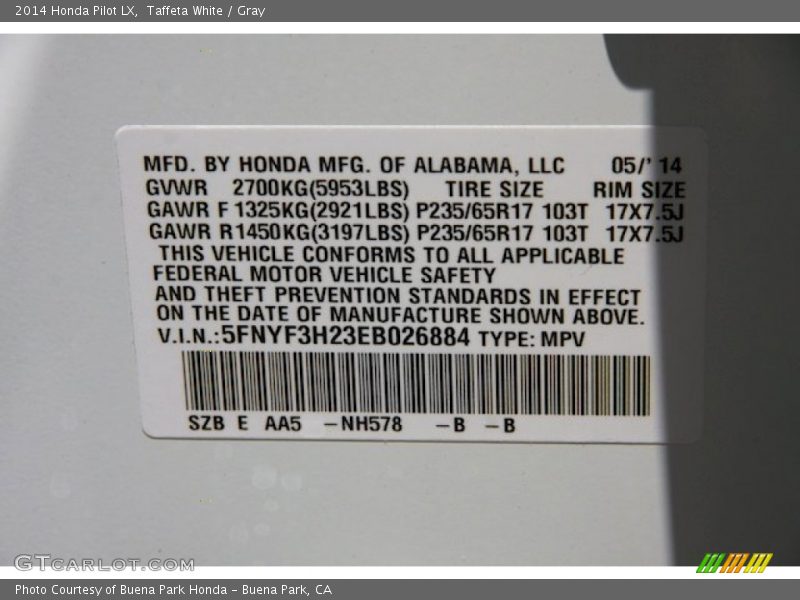 2014 Honda Pilot LX, Taffeta White / Gray
MFD. BY HONDA MFG. OF ALABAMA, LLC 05/'14
GVWR 2700KG(5953LBS) TIRE SIZE RIM SIZE
GAWR F 1325KG(2921LBS) P235/65R17 103T 17X7.5J
GAWR R 1450KG(3197LBS) P235/65R17 103T 17X7.5J
THIS VEHICLE CONFORMS TO ALL APPLICABLE
FEDERAL MOTOR VEHICLE SAFETY
AND THEFT PREVENTION STANDARDS IN EFFECT
ON THE DATE OF MANUFACTURE SHOWN ABOVE.
V.I.N.:5FNYF3H23EB026884 TYPE: MPV
SZB E AA5 -NH578 -B -B
GTCARLOT.COM
Photo Courtesy of Buena Park Honda - Buena Park, CA